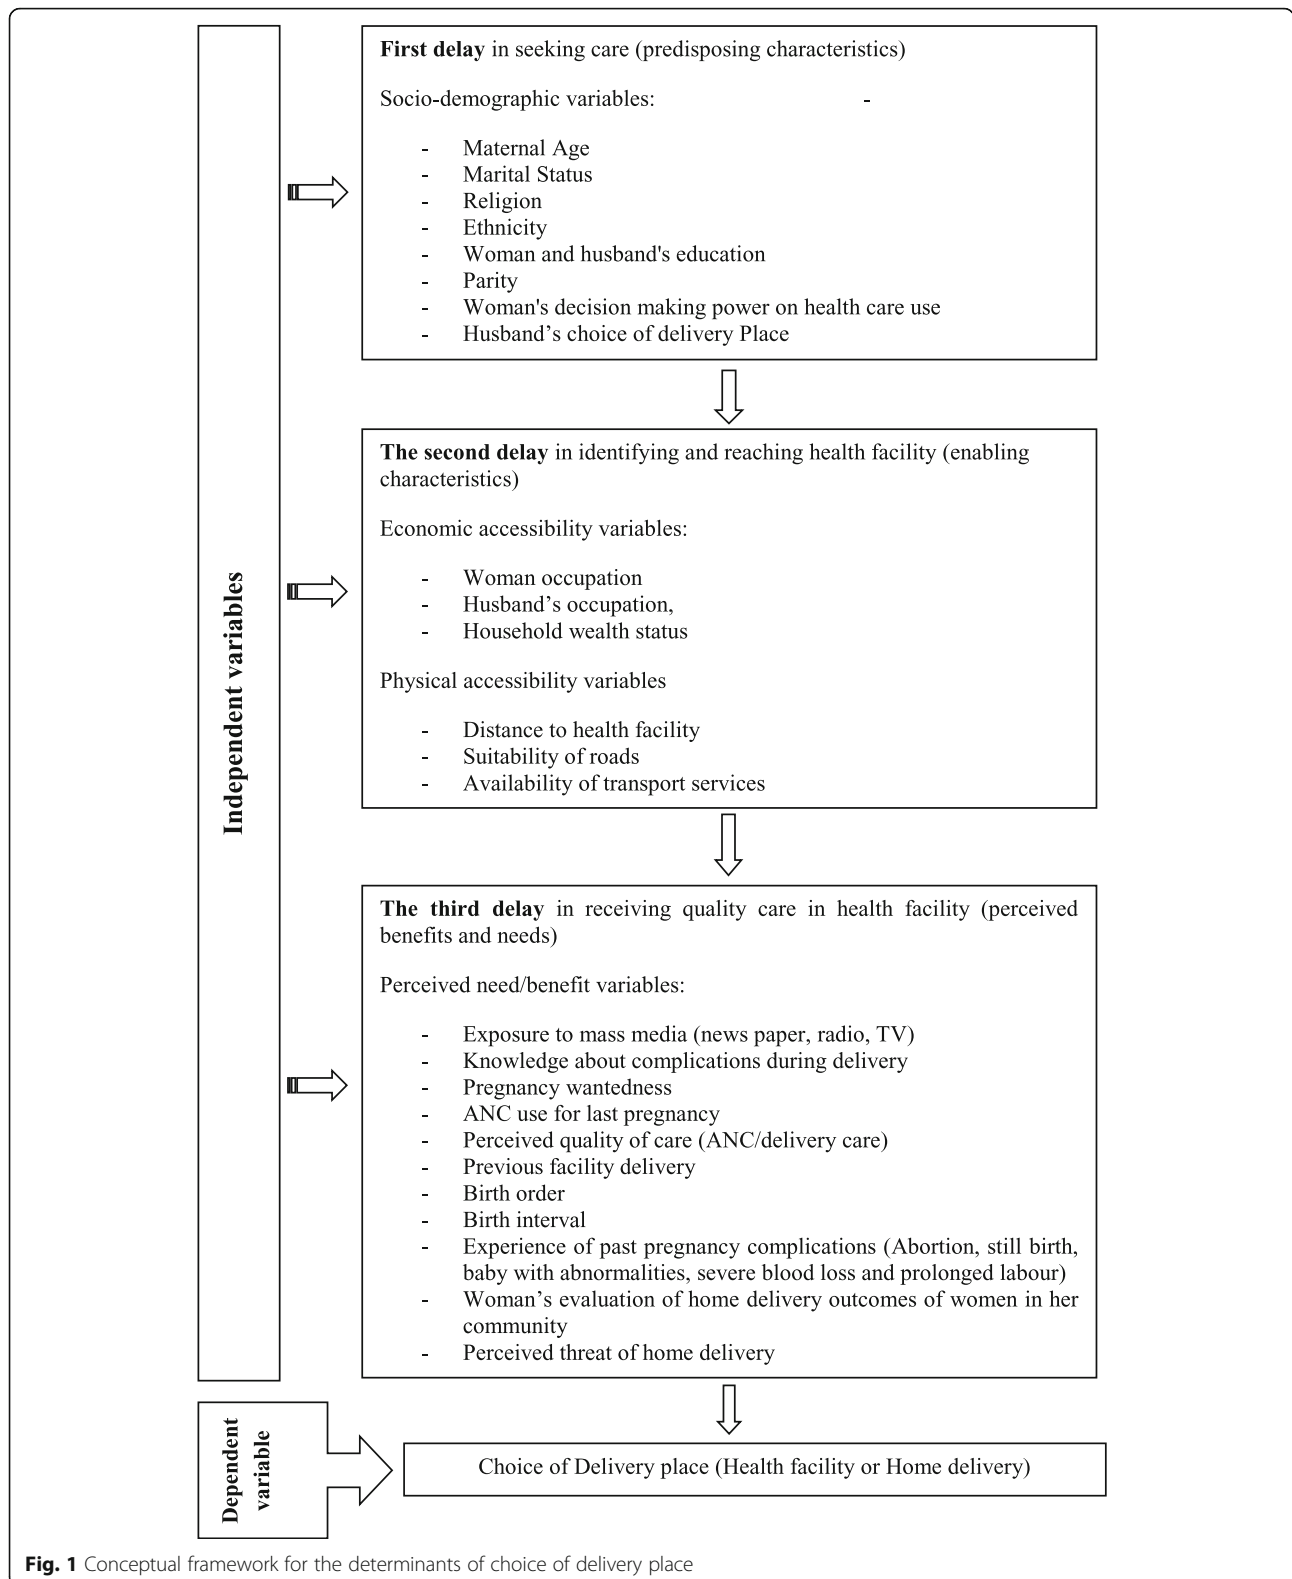 First delay in seeking care (predisposing characteristics)
Socio-demographic variables: -
- Maternal Age
- Marital Status
- Religion
- Ethnicity
- Woman and husband's education
- Parity
- Woman's decision making power on health care use
- Husband’s choice of delivery Place
The second delay in identifying and reaching health facility (enabling
characteristics)
Economic accessibility variables:
- Woman occupation
- Husband’s occupation,
- Household wealth status
Physical accessibility variables
- Distance to health facility
- Suitability of roads
- Availability of transport services
Independent variables
The third delay in receiving quality care in health facility (perceived
benefits and needs)
Perceived need/benefit variables:
- Exposure to mass media (news paper, radio, TV)
- Knowledge about complications during delivery
- Pregnancy wantedness
- ANC use for last pregnancy
- Perceived quality of care (ANC/delivery care)
- Previous facility delivery
- Birth order
- Birth interval
- Experience of past pregnancy complications (Abortion, still birth,
baby with abnormalities, severe blood loss and prolonged labour)
- Woman’s evaluation of home delivery outcomes of women in her
community
- Perceived threat of home delivery
Dependent
variable
Choice of Delivery place (Health facility or Home delivery)
Fig. 1 Conceptual framework for the determinants of choice of delivery place